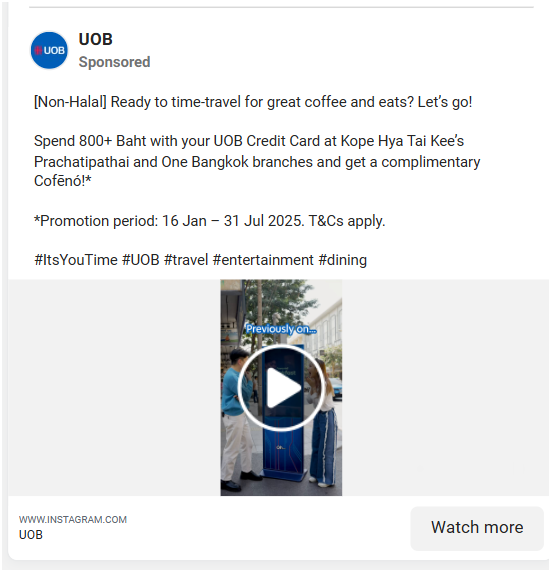 UOB
UOB
Sponsored
[Non-Halal] Ready to time-travel for great coffee and eats? Let’s go!
Spend 800+ Baht with your UOB Credit Card at Kope Hya Tai Kee’s
Prachatipathai and One Bangkok branches and get a complimentary
Cofēnó!*
*Promotion period: 16 Jan – 31 Jul 2025. T&Cs apply.
#ItsYouTime #UOB #travel #entertainment #dining
Previously on...
WWW.INSTAGRAM.COM
UOB
Watch more